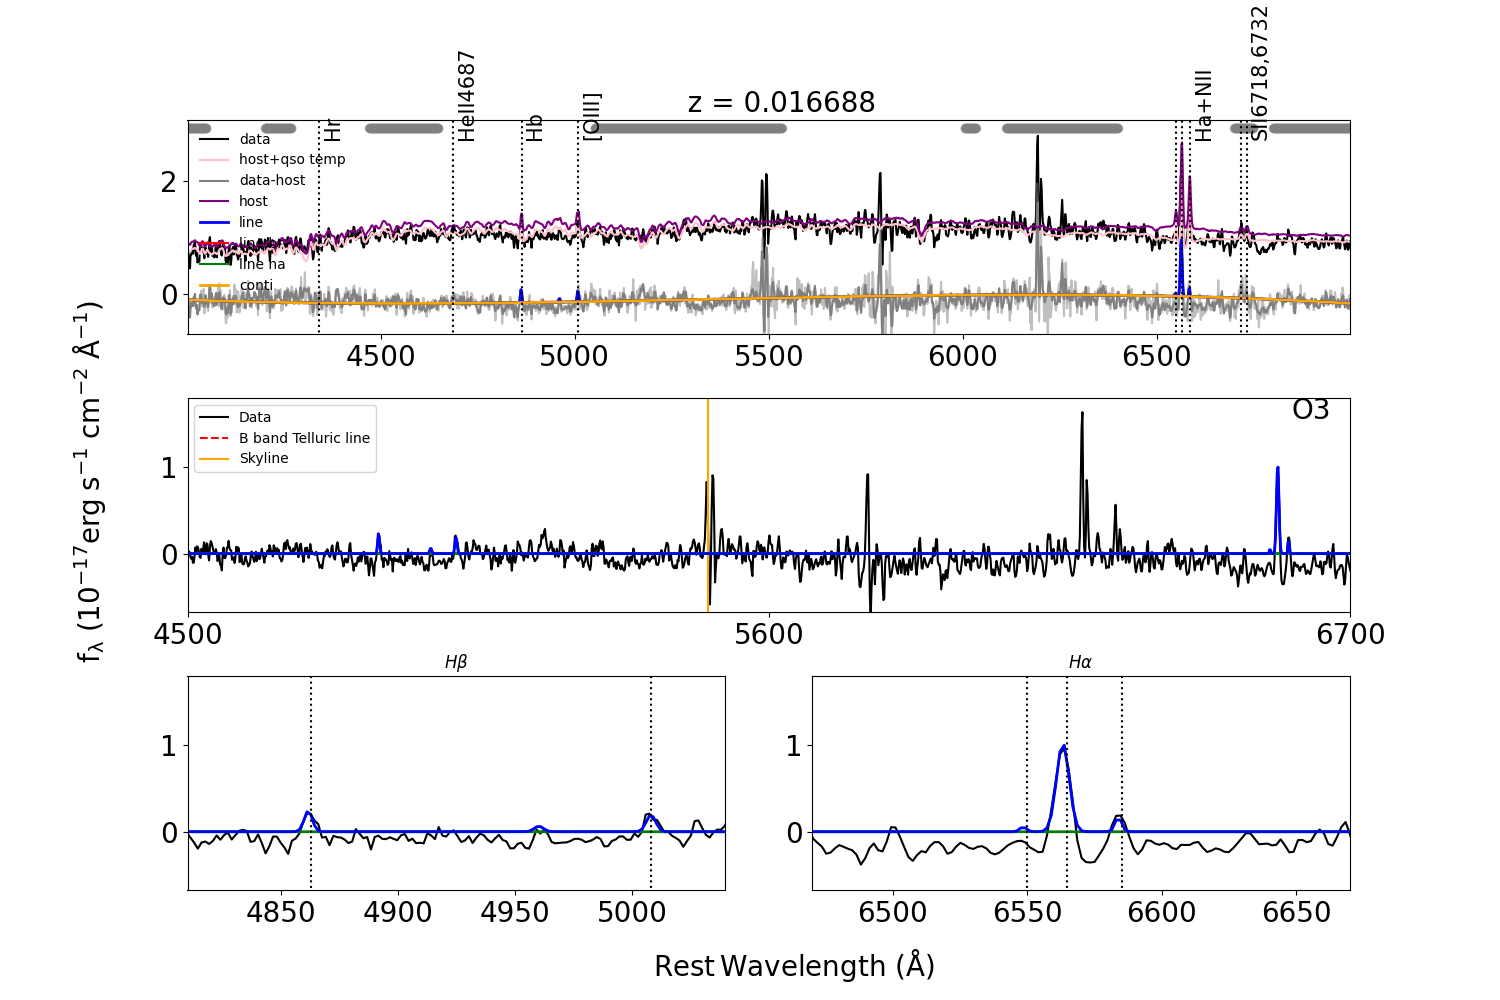 z = 0.016688
Hr
HeII4687
Hb
[OIII]
Ha+NII
SII6718,6732
data
host+qso temp
data-host
host
line
line ha
conti
2
0
4500 5000 5500 6000 6500
fλ (10⁻¹⁷erg s⁻¹ cm⁻² Å⁻¹)
O3
Data
B band Telluric line
Skyline
1
0
4500 5600 6700
Hβ
1
0
4850 4900 4950 5000
Hα
1
0
6500 6550 6600 6650
Rest Wavelength (Å)